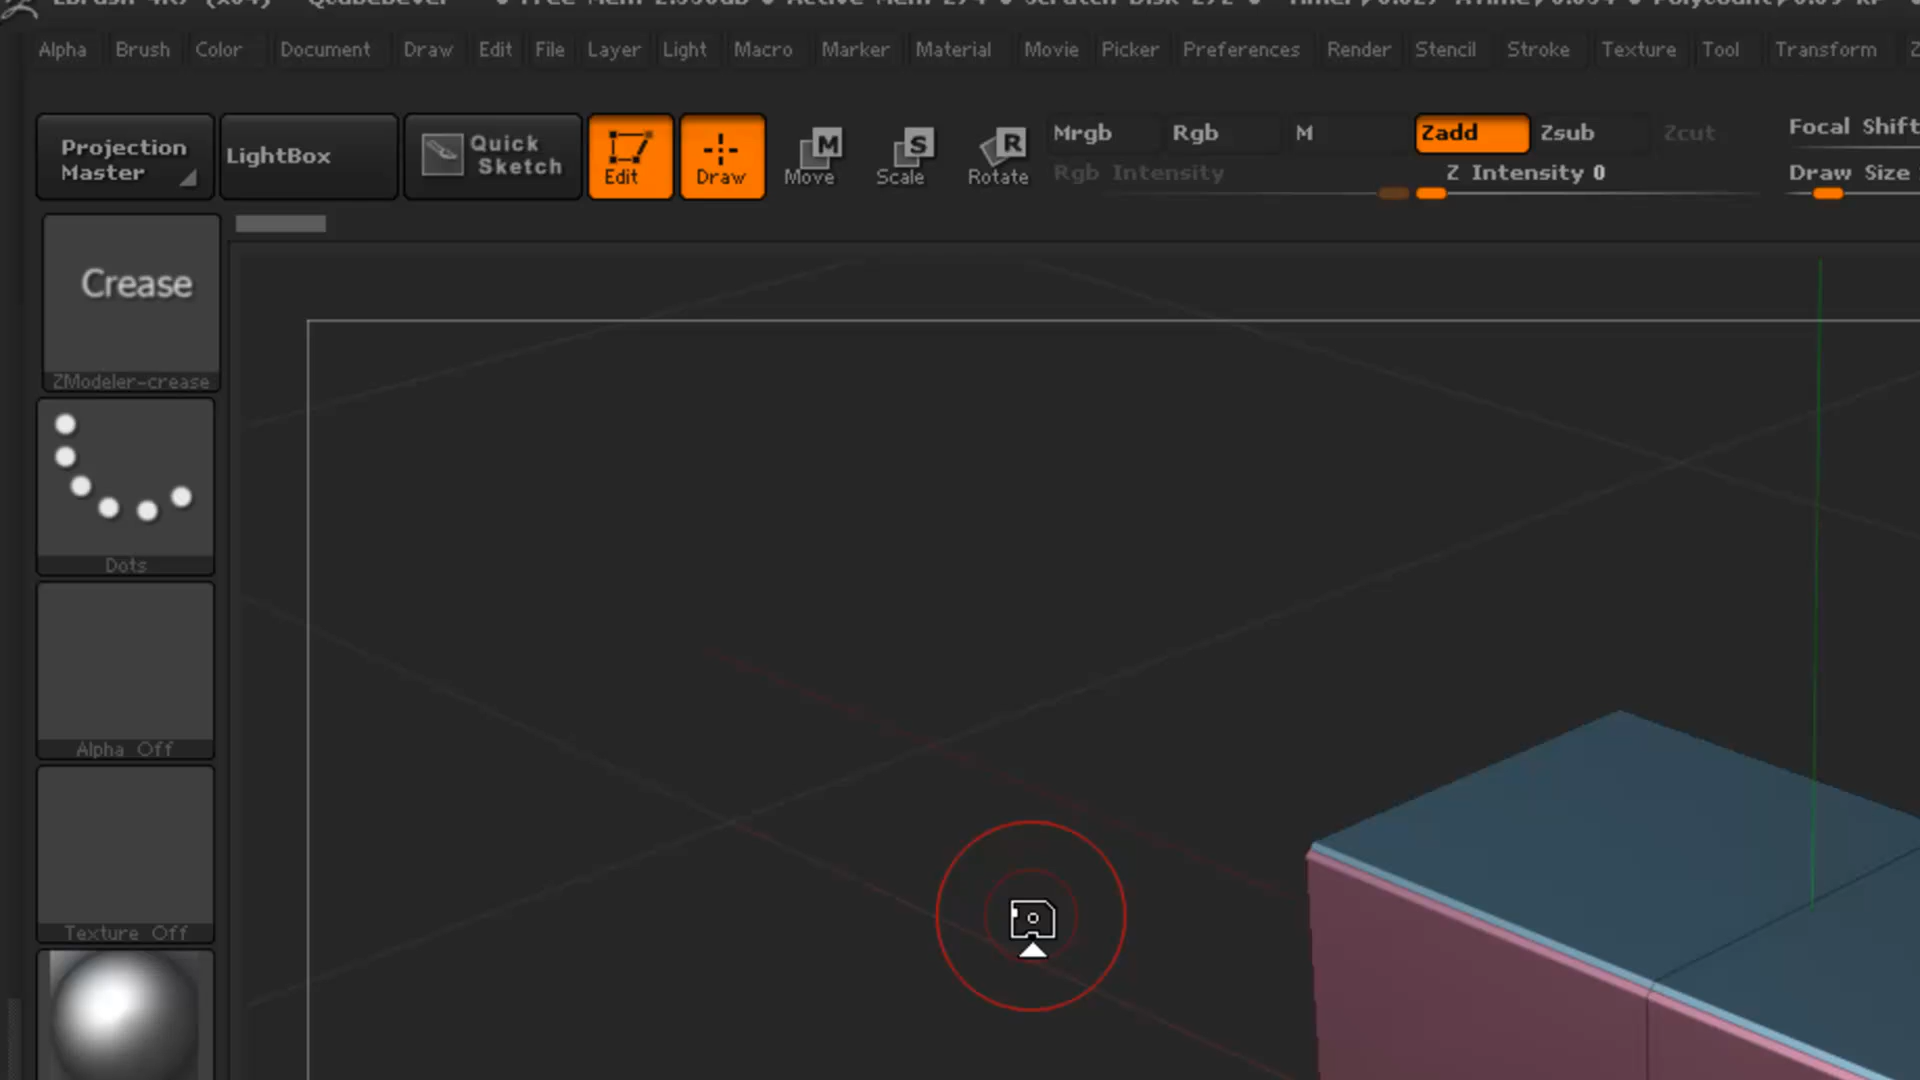 Alpha Brush Color Document Draw Edit File Layer Light Macro Marker Material Movie Picker Preferences Render Stencil Stroke Texture Tool Transform
Projection
Master
LightBox
Quick
Sketch
Edit
Draw
M
Move
S
Scale
R
Rotate
Mrgb Rgb M Zadd Zsub Zcut
Rgb Intensity Z Intensity 0
Focal Shift
Draw Size
Crease
ZModeler-crease
Dots
Alpha Off
Texture Off